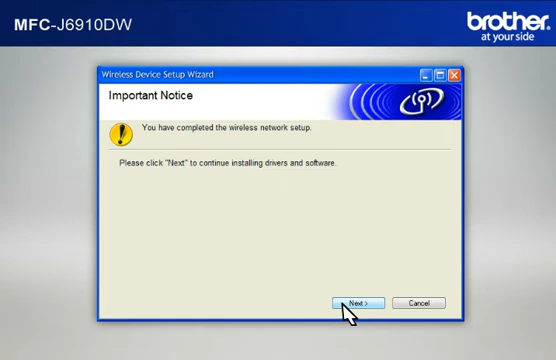 MFC-J6910DW
brother
at your side
Wireless Device Setup Wizard
Important Notice
You have completed the wireless network setup.
Please click "Next" to continue installing drivers and software.
Next >
Cancel